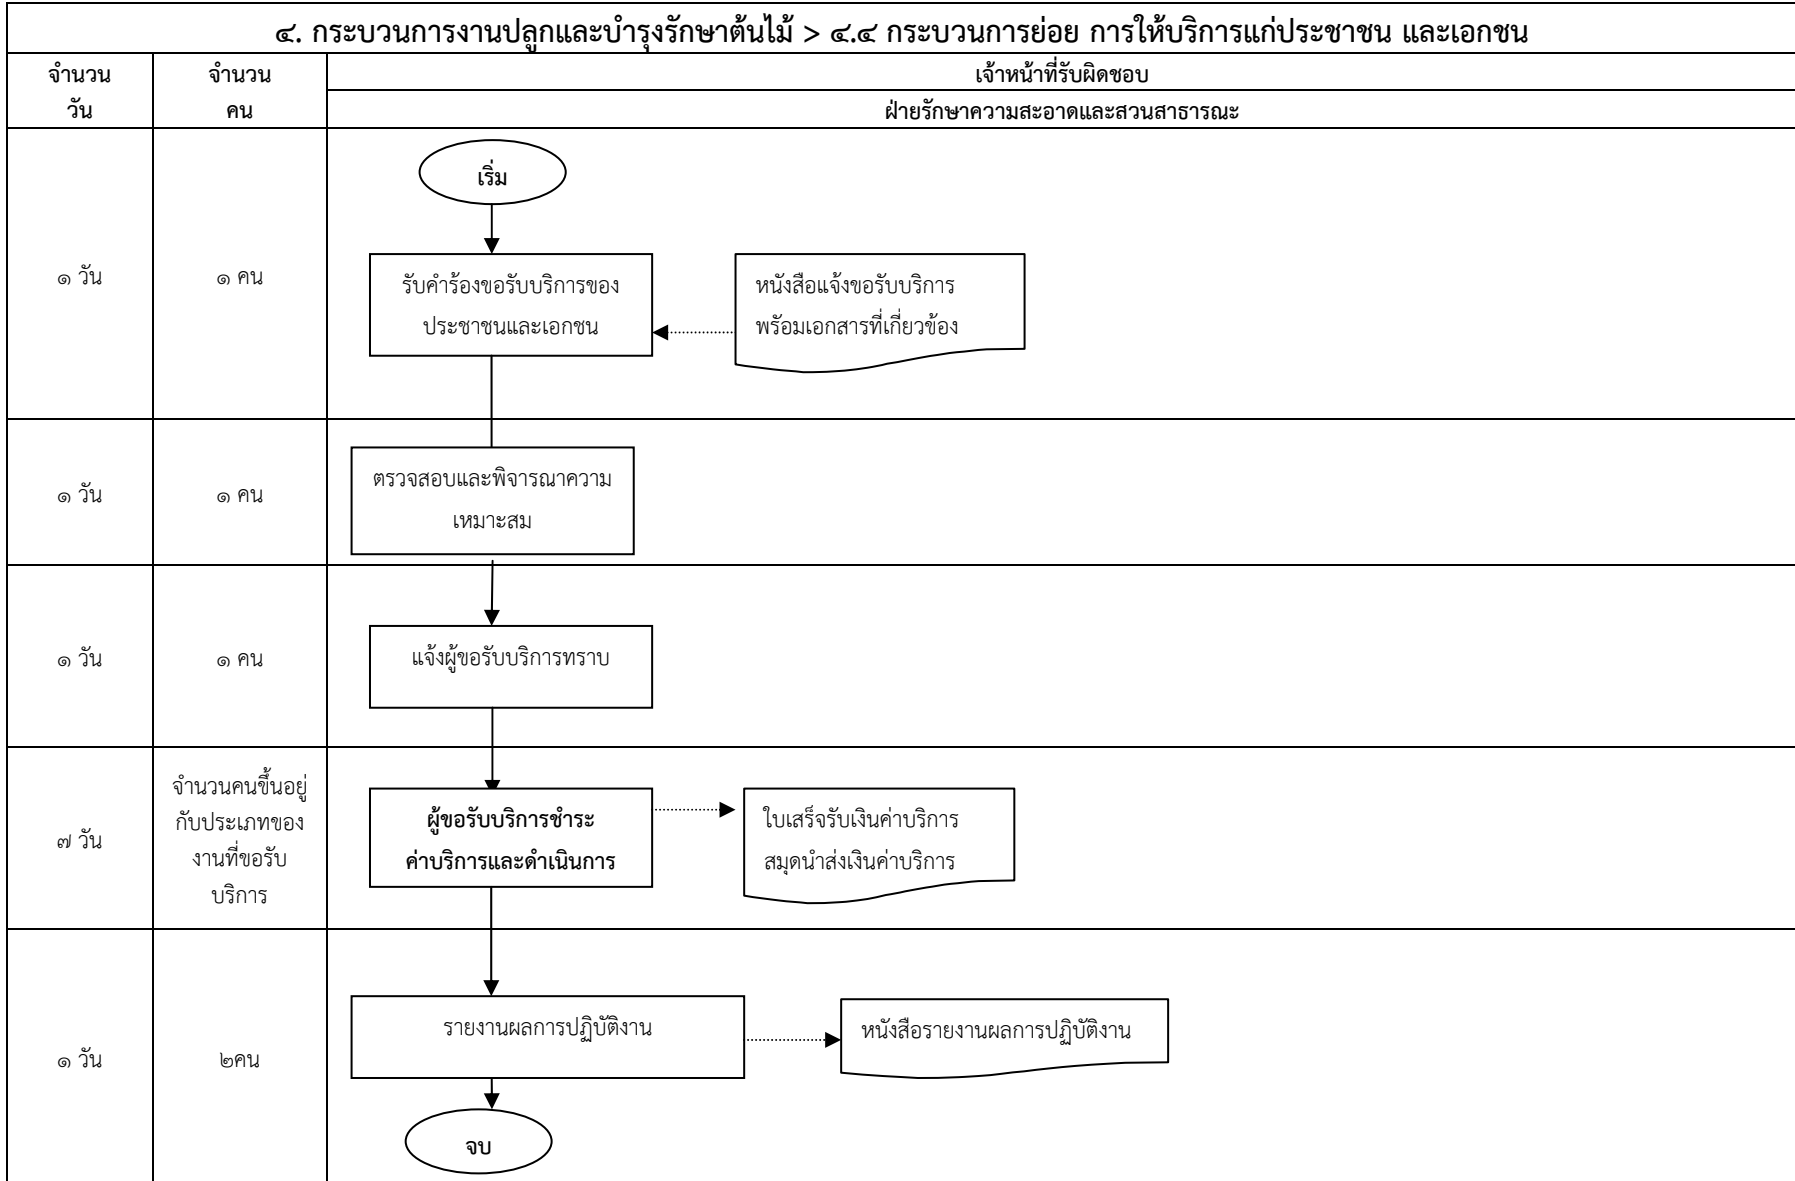 ๔. กระบวนการงานปลูกและบำรุงรักษาต้นไม้ > ๔.๔ กระบวนการย่อย การให้บริการแก่ประชาชน และเอกชน
จำนวน
วัน
จำนวน
คน
เจ้าหน้าที่รับผิดชอบ
ฝ่ายรักษาความสะอาดและสวนสาธารณะ
เริ่ม
๑ วัน
๑ คน
รับคำร้องขอรับบริการของ
ประชาชนและเอกชน
หนังสือแจ้งขอรับบริการ
พร้อมเอกสารที่เกี่ยวข้อง
๑ วัน
๑ คน
ตรวจสอบและพิจารณาความ
เหมาะสม
๑ วัน
๑ คน
แจ้งผู้ขอรับบริการทราบ
๗ วัน
จำนวนคนขึ้นอยู่
กับประเภทของ
งานที่ขอรับ
บริการ
ผู้ขอรับบริการชำระ
ค่าบริการและดำเนินการ
ใบเสร็จรับเงินค่าบริการ
สมุดนำส่งเงินค่าบริการ
๑ วัน
๒คน
รายงานผลการปฏิบัติงาน
หนังสือรายงานผลการปฏิบัติงาน
จบ